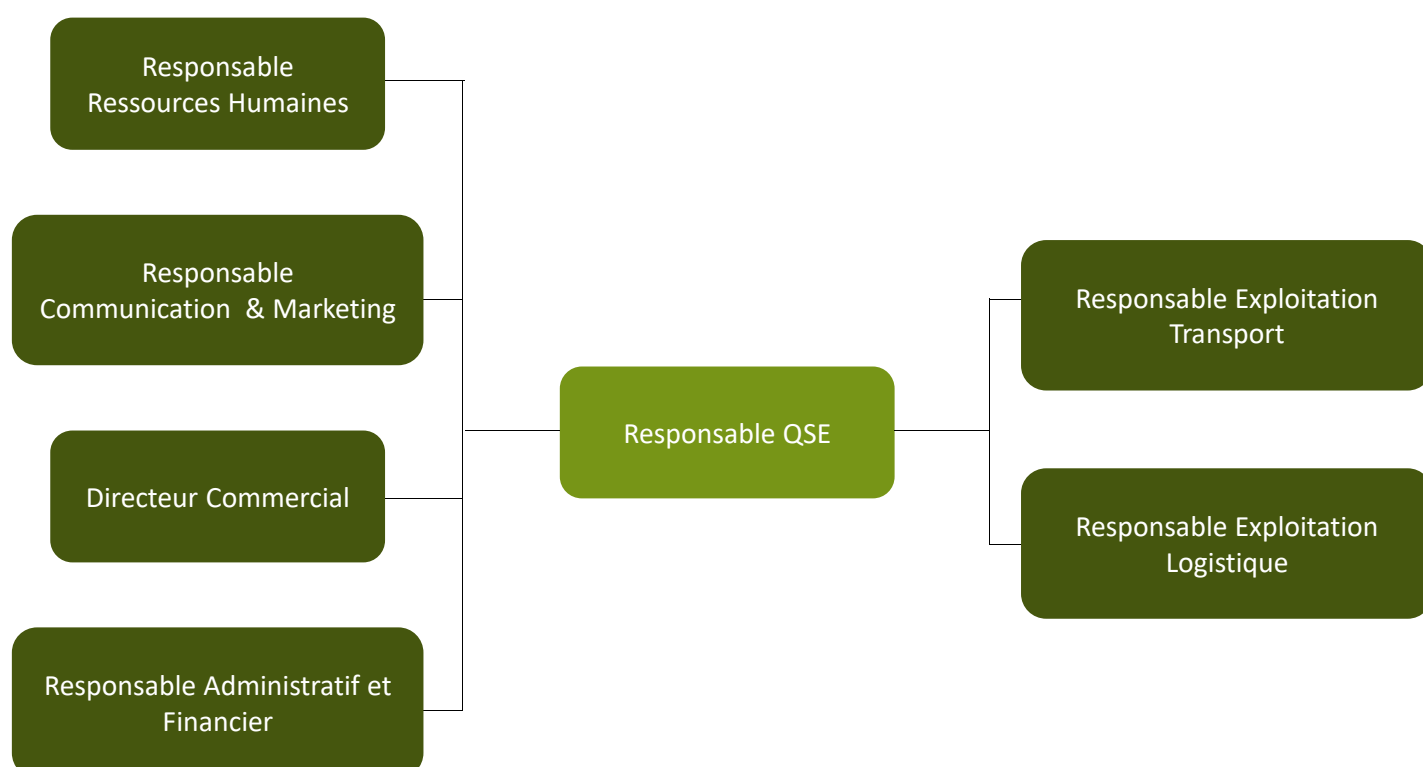 Responsable
Ressources Humaines
Responsable
Communication  & Marketing
Directeur Commercial
Responsable Administratif et
Financier
Responsable QSE
Responsable Exploitation
Transport
Responsable Exploitation
Logistique